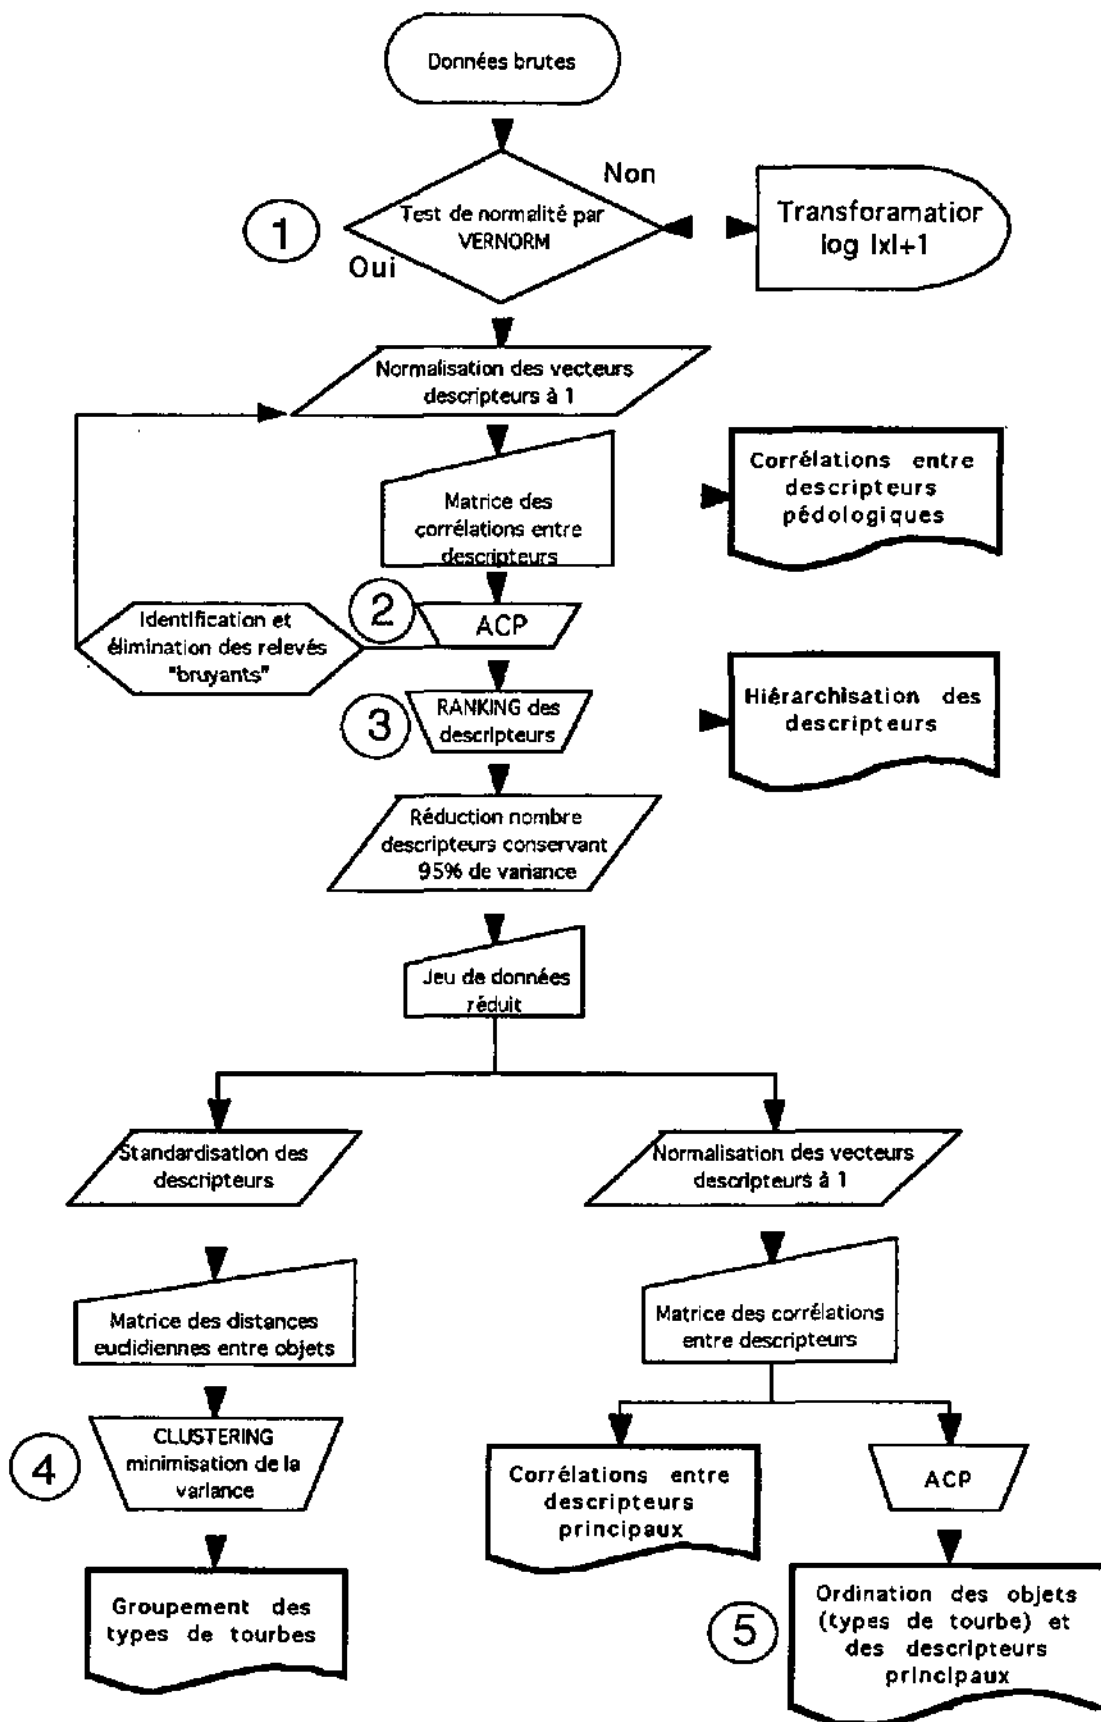 Données brutes
Non
1
Test de normalité par
VERNORM
Oui
Transforamatior
log |x|+1
Normalisation des vecteurs
descripteurs à 1
Matrice des
corrélations entre
descripteurs
Corrélations entre
descripteurs
pédologiques
2
ACP
Identification et
élimination des relevés
"bruyants"
3
RANKING des
descripteurs
Hiérarchisation des
descripteurs
Réduction nombre
descripteurs conservant
95% de variance
Jeu de données
réduit
Standardisation des
descripteurs
Normalisation des vecteurs
descripteurs à 1
Matrice des distances
euclidiennes entre objets
Matrice des corrélations
entre descripteurs
4
CLUSTERING
minimisation de la
variance
Corrélations entre
descripteurs
principaux
ACP
Groupement des
types de tourbes
5
Ordination des objets
(types de tourbe) et
des descripteurs
principaux